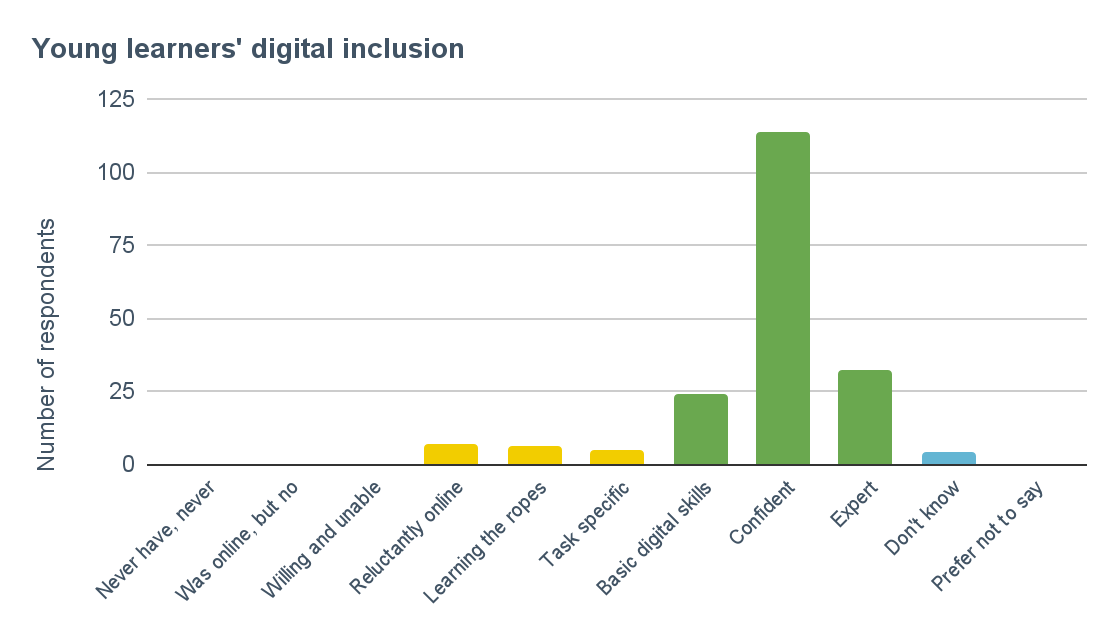 Young learners' digital inclusion
Number of respondents
125
100
75
50
25
0
Never have, never
Was online, but no
Willing and unable
Reluctantly online
Learning the ropes
Task specific
Basic digital skills
Confident
Expert
Don't know
Prefer not to say